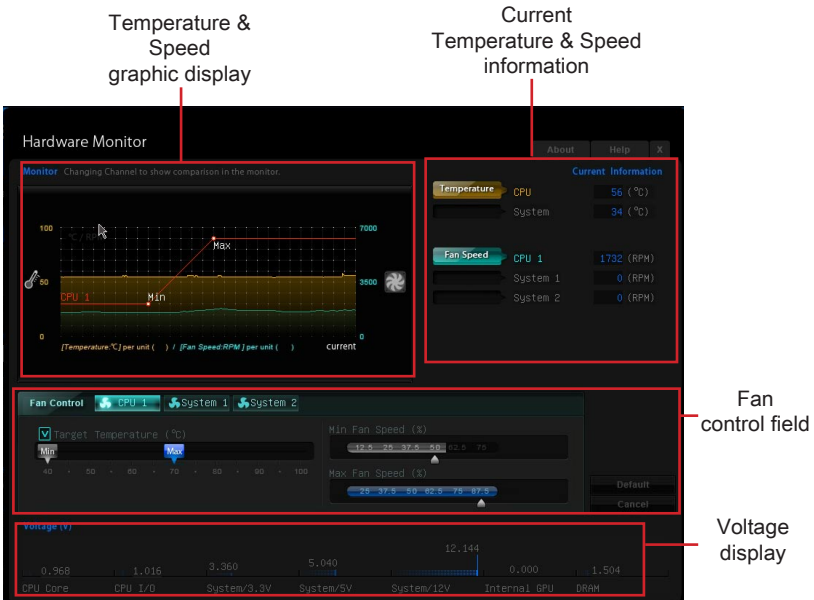 Temperature &
Speed
graphic display
Current
Temperature & Speed
information
Hardware Monitor
About
Help
X
Monitor Changing Channel to show comparison in the monitor.
Current Information
Temperature
CPU
56 (°C)
System
34 (°C)
Fan Speed
CPU 1
1732 (RPM)
System 1
0 (RPM)
System 2
0 (RPM)
100
°C / RPM
7000
Max
50
CPU 1
Min
3500
0
0
[Temperature:°C] per unit ( ) / [Fan Speed:RPM ] per unit ( )
current
Fan Control
CPU 1
System 1
System 2
Target Temperature (°C)
Min
Max
40 · 50 · 60 · 70 · 80 · 90 · 100
Min Fan Speed (%)
12.5 25 37.5 50 62.5 75
Max Fan Speed (%)
25 37.5 50 62.5 75 87.5
Default
Cancel
Fan
control field
Voltage (V)
0.968
1.016
3.360
5.040
12.144
0.000
1.504
CPU Core
CPU I/O
System/3.3V
System/5V
System/12V
Internal GPU
DRAM
Voltage
display